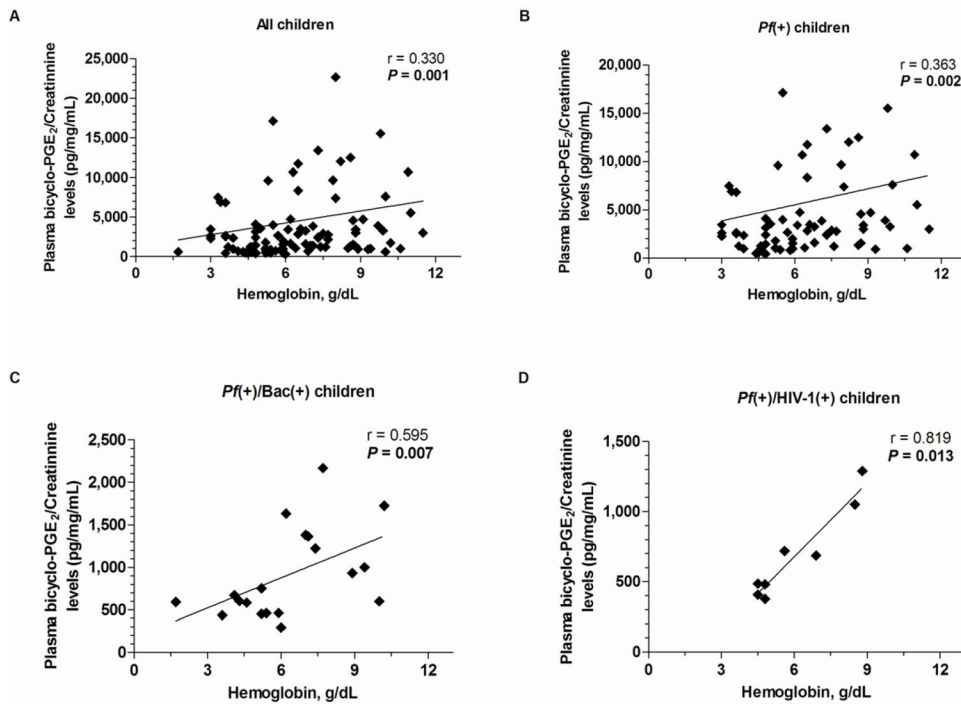 A
All children
r = 0.330
P = 0.001
Plasma bicyclo-PGE₂/Creatinnine
levels (pg/mg/mL)
25,000
20,000
15,000
10,000
5,000
0
0 3 6 9 12
Hemoglobin, g/dL
B
Pf(+) children
r = 0.363
P = 0.002
Plasma bicyclo-PGE₂/Creatinnine
levels (pg/mg/mL)
20,000
15,000
10,000
5,000
0
0 3 6 9 12
Hemoglobin, g/dL
C
Pf(+)/Bac(+) children
r = 0.595
P = 0.007
Plasma bicyclo-PGE₂/Creatinnine
levels (pg/mg/mL)
2,500
2,000
1,500
1,000
500
0
0 3 6 9 12
Hemoglobin, g/dL
D
Pf(+)/HIV-1(+) children
r = 0.819
P = 0.013
Plasma bicyclo-PGE₂/Creatinnine
levels (pg/mg/mL)
1,500
1,000
500
0
0 3 6 9 12
Hemoglobin, g/dL